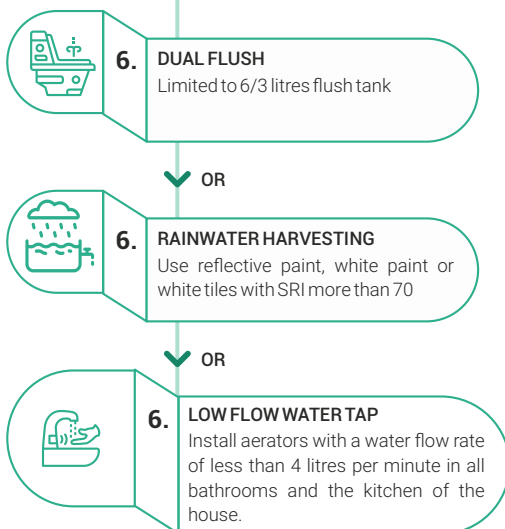 6.
DUAL FLUSH
Limited to 6/3 litres flush tank
OR
6.
RAINWATER HARVESTING
Use reflective paint, white paint or
white tiles with SRI more than 70
OR
6.
LOW FLOW WATER TAP
Install aerators with a water flow rate
of less than 4 litres per minute in all
bathrooms and the kitchen of the
house.